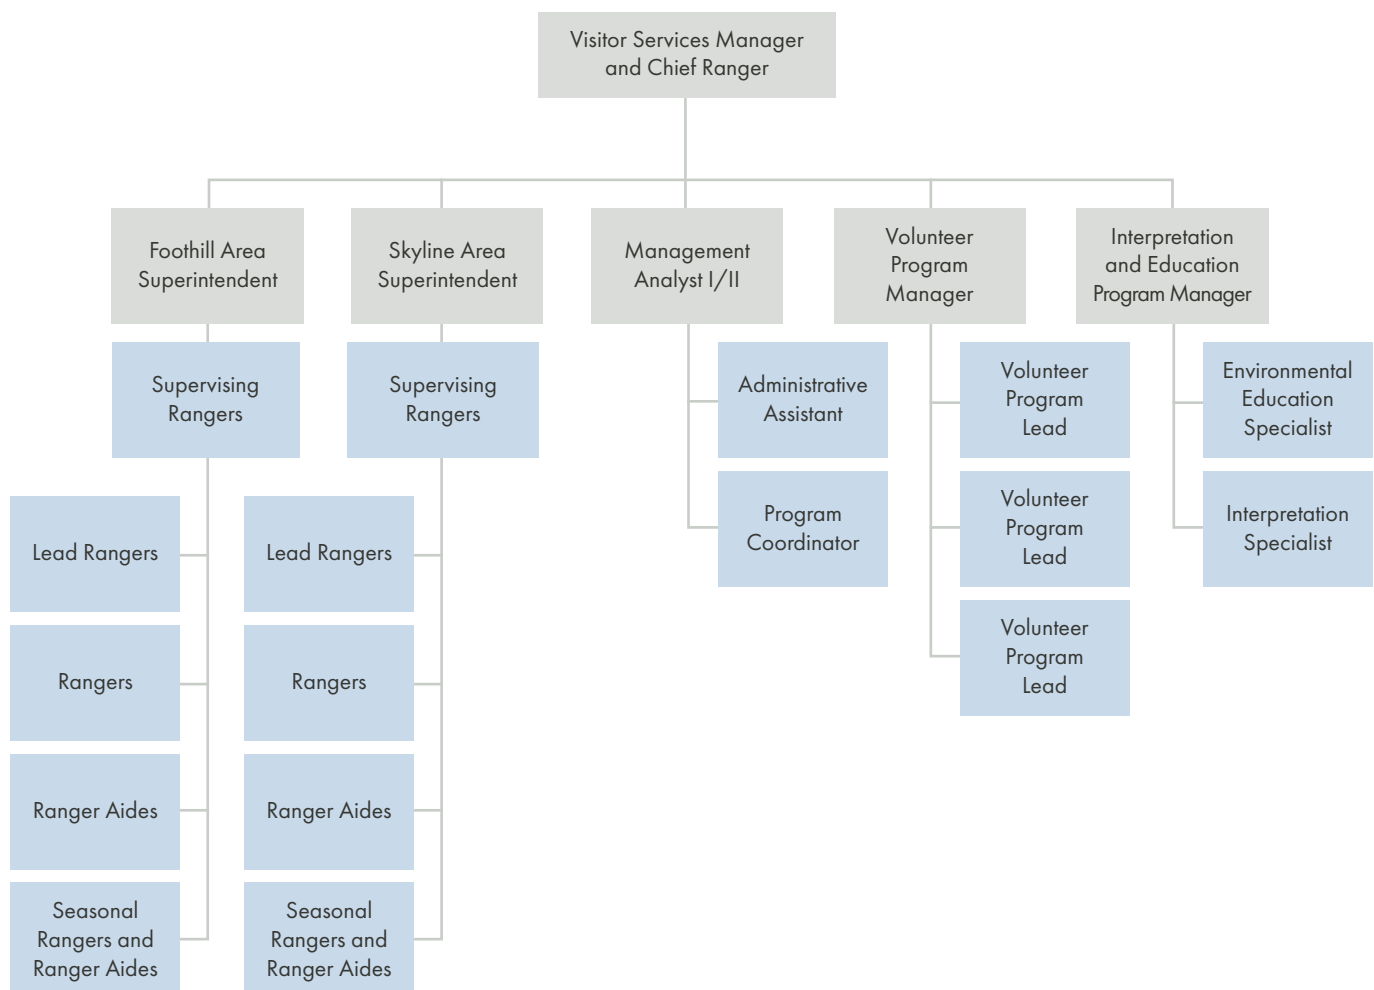 Visitor Services Manager
and Chief Ranger
Foothill Area
Superintendent
Skyline Area
Superintendent
Management
Analyst I/II
Volunteer
Program
Manager
Interpretation
and Education
Program Manager
Supervising
Rangers
Supervising
Rangers
Administrative
Assistant
Volunteer
Program
Lead
Environmental
Education
Specialist
Lead Rangers
Lead Rangers
Program
Coordinator
Volunteer
Program
Lead
Interpretation
Specialist
Rangers
Rangers
Volunteer
Program
Lead
Ranger Aides
Ranger Aides
Seasonal
Rangers and
Ranger Aides
Seasonal
Rangers and
Ranger Aides